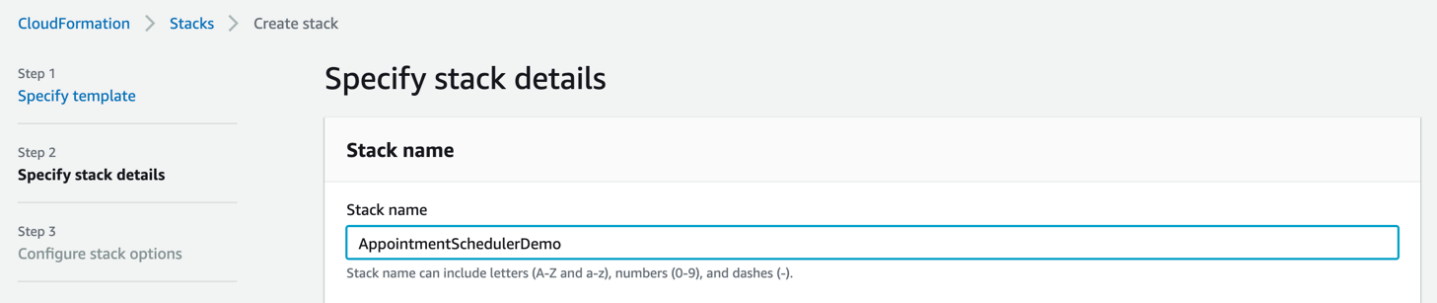 CloudFormation > Stacks > Create stack
Step 1
Specify template
Step 2
Specify stack details
Step 3
Configure stack options
Specify stack details
Stack name
Stack name
AppointmentSchedulerDemo
Stack name can include letters (A-Z and a-z), numbers (0-9), and dashes (-).